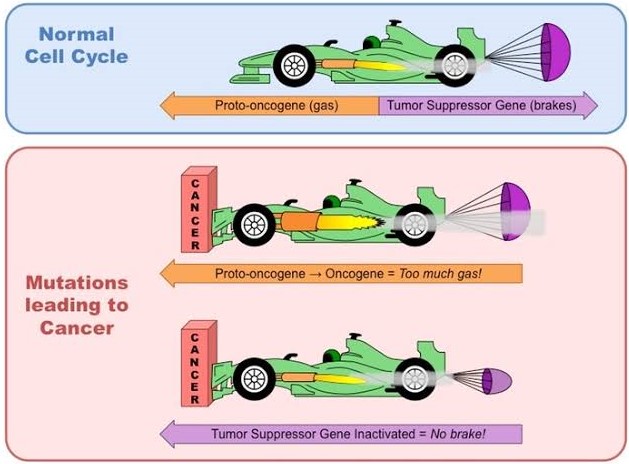 Normal
Cell Cycle
Proto-oncogene (gas)
Tumor Suppressor Gene (brakes)
Mutations
leading to
Cancer
CANCER
Proto-oncogene → Oncogene = Too much gas!
CANCER
Tumor Suppressor Gene Inactivated = No brake!